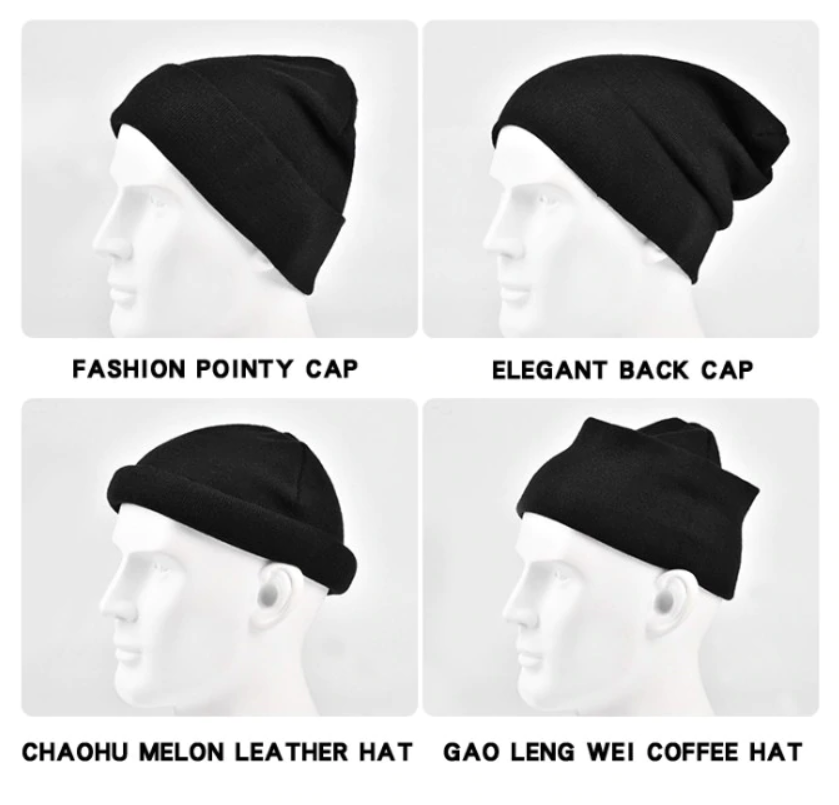 FASHION POINTY CAP
ELEGANT BACK CAP
CHAOHU MELON LEATHER HAT
GAO LENG WEI COFFEE HAT